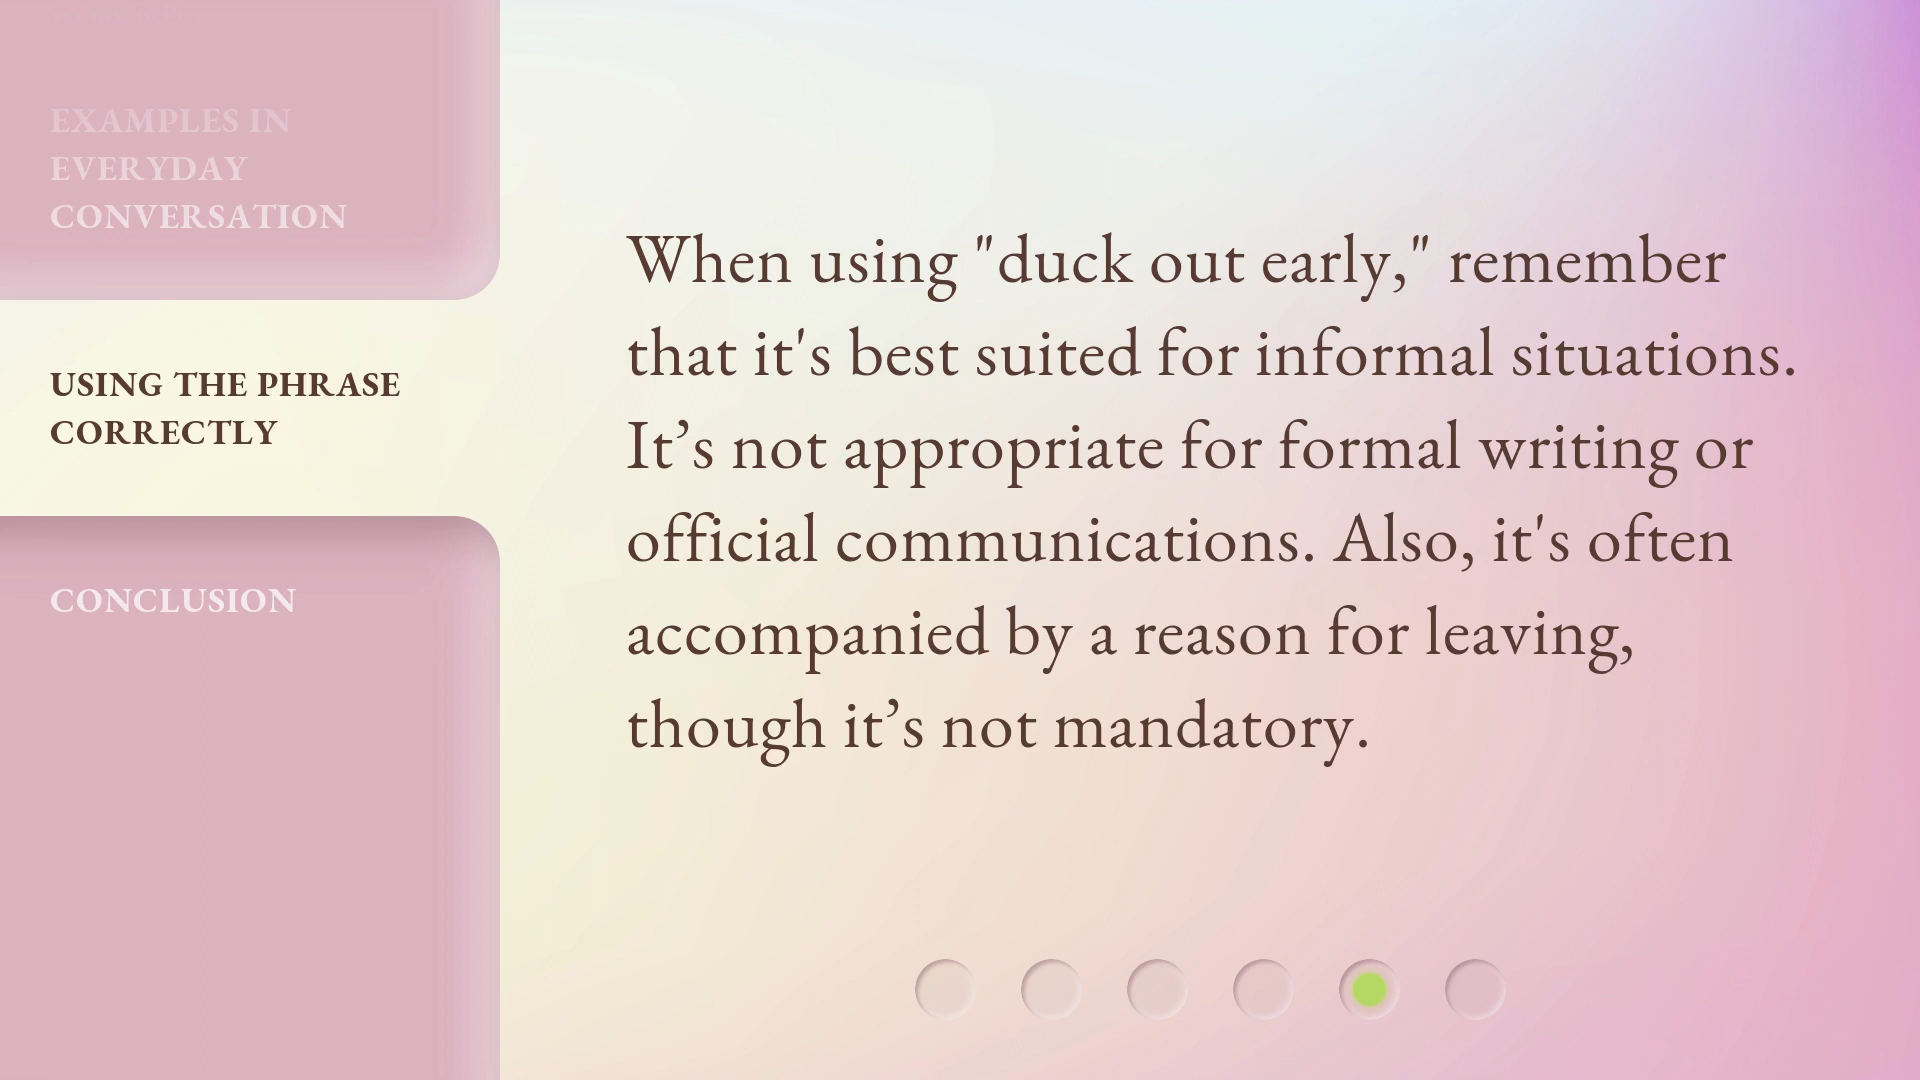 EXAMPLES IN
EVERYDAY
CONVERSATION
USING THE PHRASE
CORRECTLY
CONCLUSION
When using "duck out early," remember
that it's best suited for informal situations.
It’s not appropriate for formal writing or
official communications. Also, it's often
accompanied by a reason for leaving,
though it’s not mandatory.